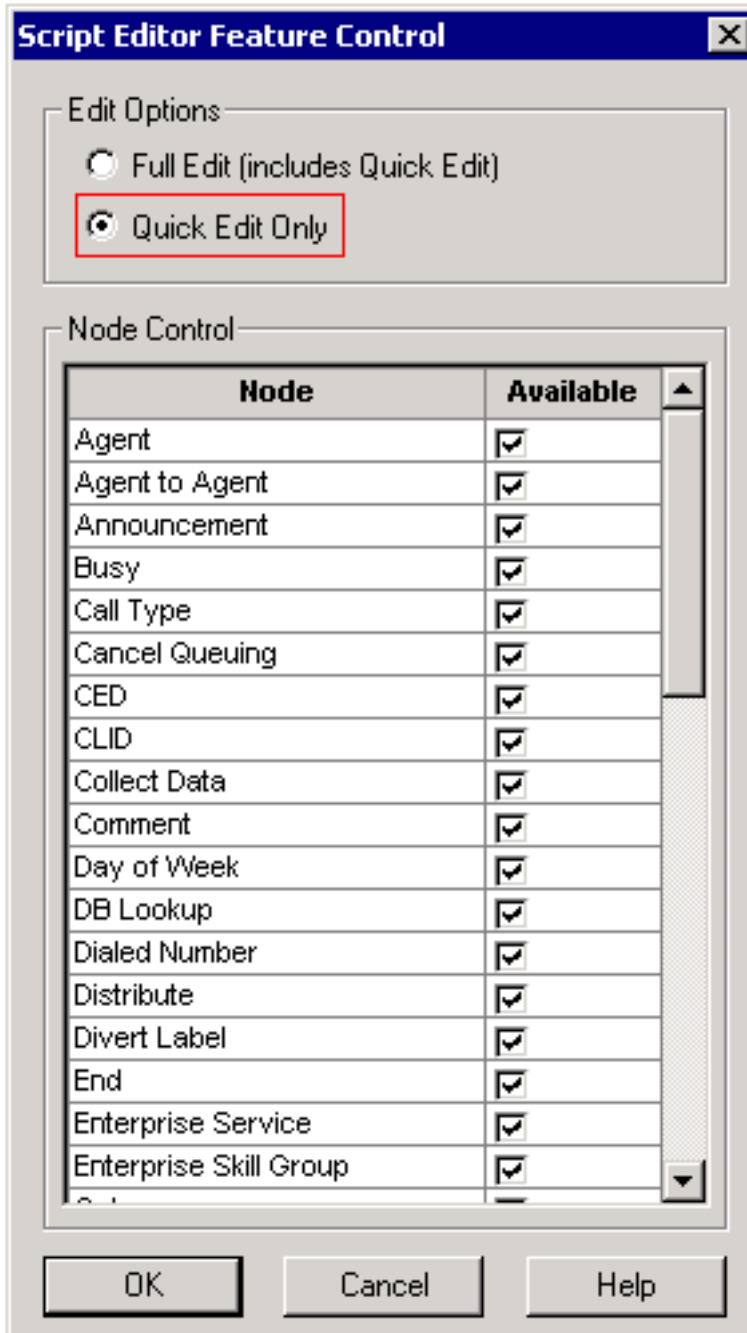 Script Editor Feature Control
Edit Options
Full Edit (includes Quick Edit)
Quick Edit Only
Node Control
Node Available
Agent
Agent to Agent
Announcement
Busy
Call Type
Cancel Queuing
CED
CLID
Collect Data
Comment
Day of Week
DB Lookup
Dialed Number
Distribute
Divert Label
End
Enterprise Service
Enterprise Skill Group
OK Cancel Help